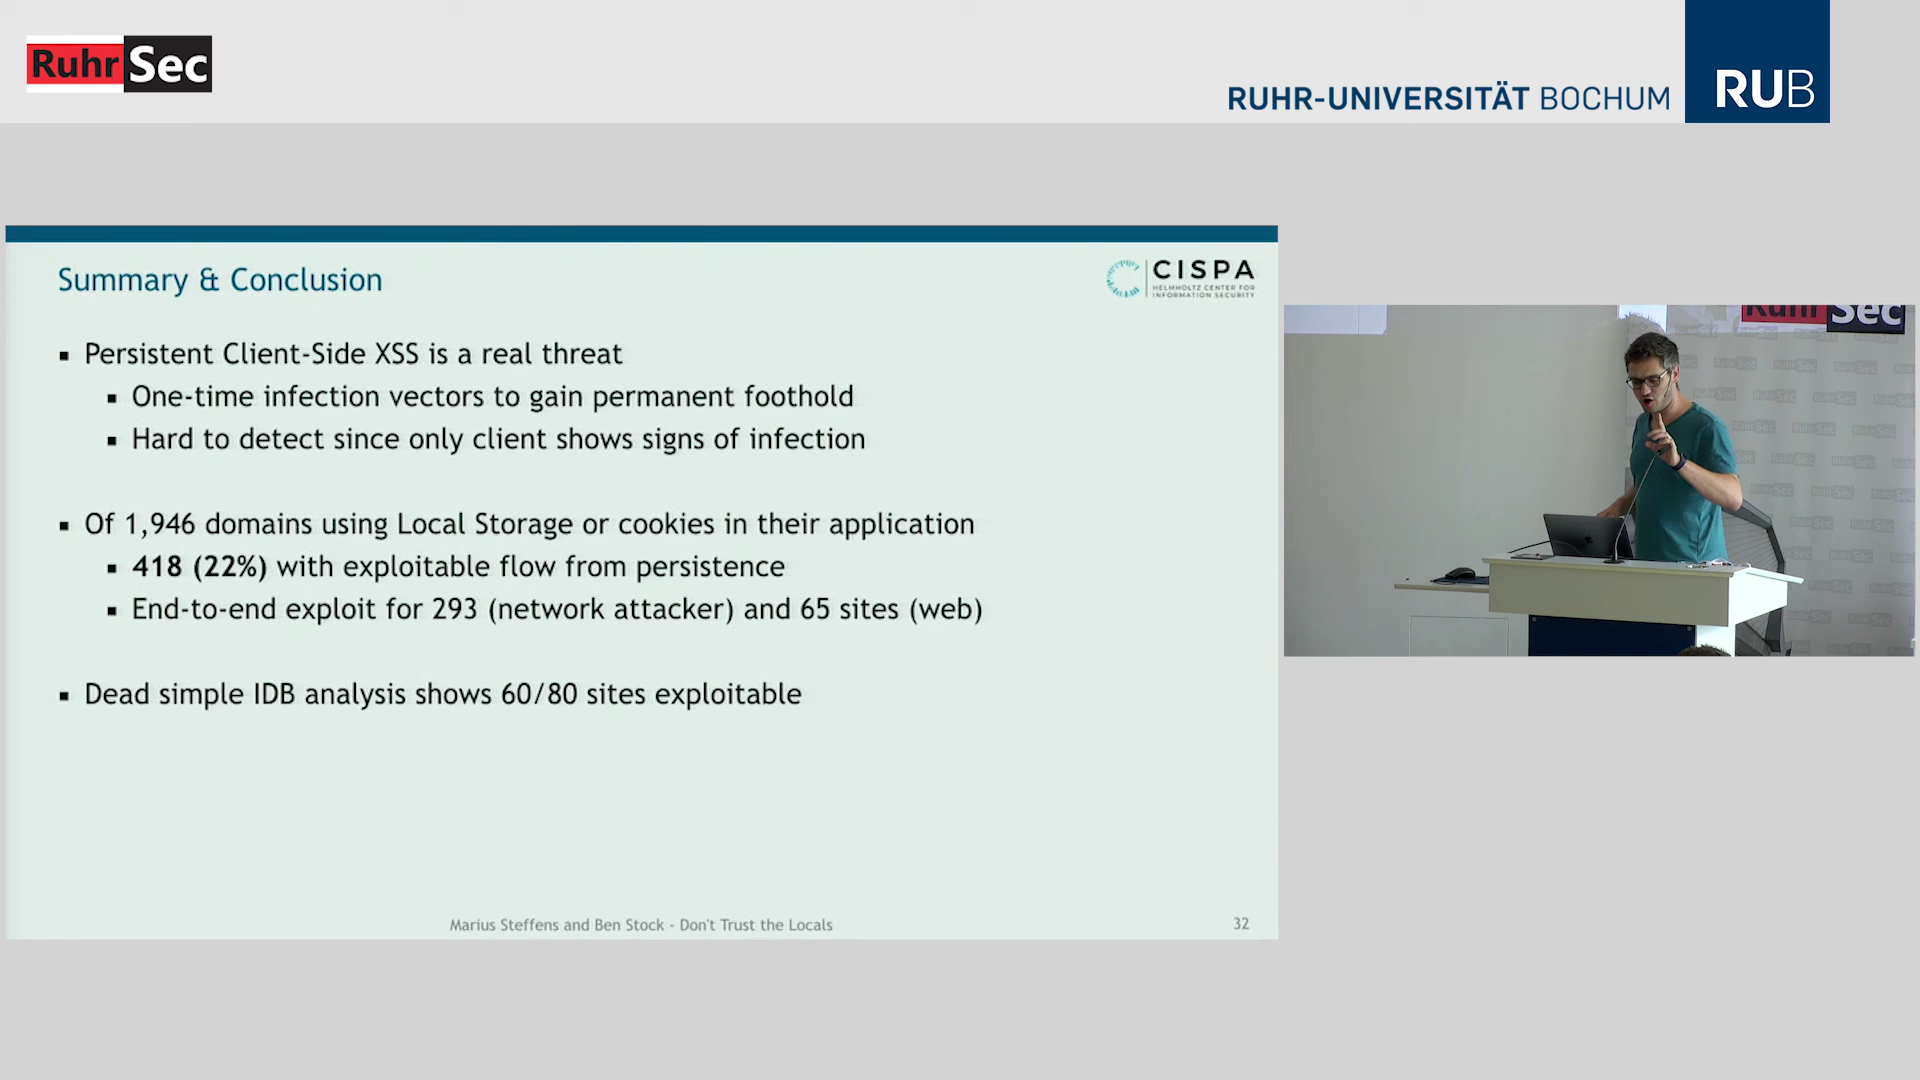 RuhrSec
RUHR-UNIVERSITÄT BOCHUM
RUB
Summary & Conclusion
CISPA
HELMHOLTZ CENTER FOR
INFORMATION SECURITY
▪ Persistent Client-Side XSS is a real threat
▪ One-time infection vectors to gain permanent foothold
▪ Hard to detect since only client shows signs of infection
▪ Of 1,946 domains using Local Storage or cookies in their application
▪ 418 (22%) with exploitable flow from persistence
▪ End-to-end exploit for 293 (network attacker) and 65 sites (web)
▪ Dead simple IDB analysis shows 60/80 sites exploitable
Marius Steffens and Ben Stock - Don't Trust the Locals
32
RuhrSec